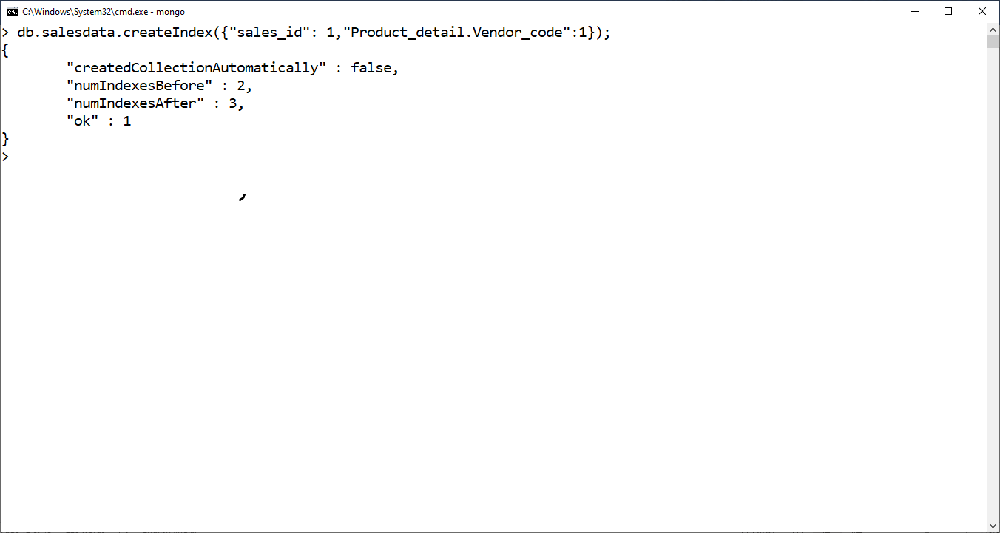 C:\Windows\System32\cmd.exe - mongo
> db.salesdata.createIndex({"sales_id": 1,"Product_detail.Vendor_code":1});
{
        "createdCollectionAutomatically" : false,
        "numIndexesBefore" : 2,
        "numIndexesAfter" : 3,
        "ok" : 1
}
>